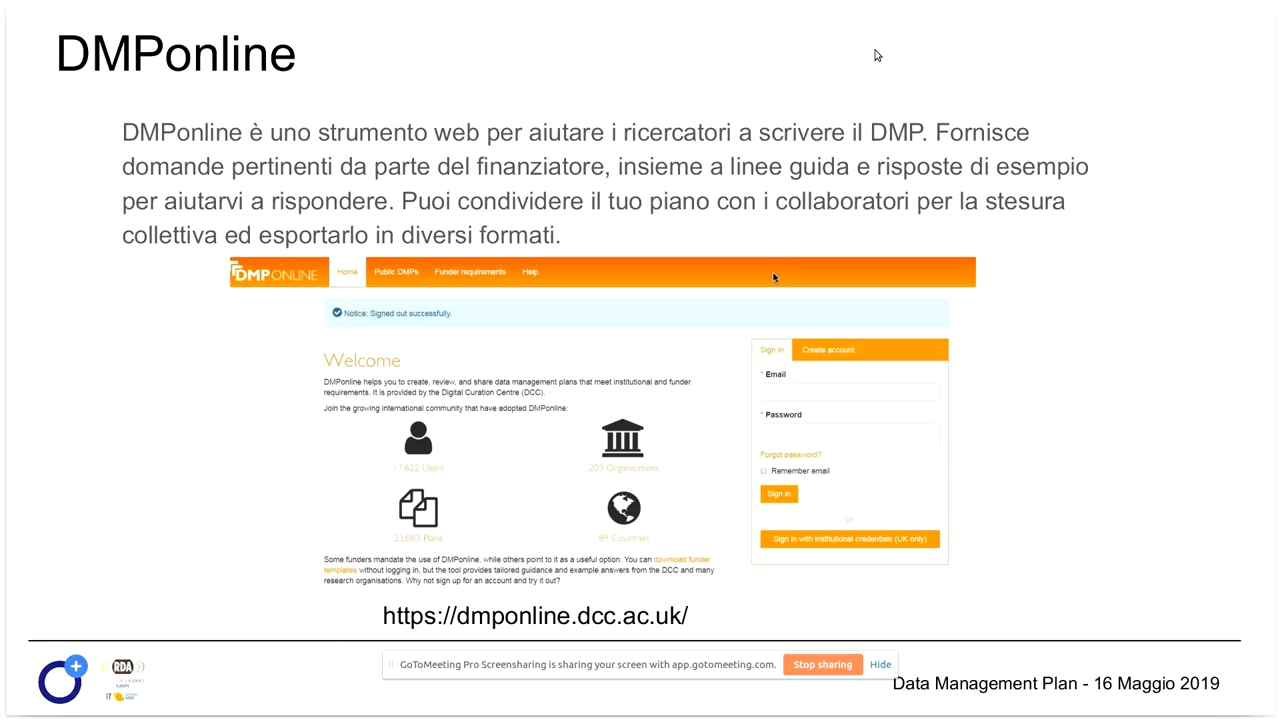 DMPonline
DMPonline è uno strumento web per aiutare i ricercatori a scrivere il DMP. Fornisce
domande pertinenti da parte del finanziatore, insieme a linee guida e risposte di esempio
per aiutarvi a rispondere. Puoi condividere il tuo piano con i collaboratori per la stesura
collettiva ed esportarlo in diversi formati.
DMPONLINE Home Public DMPs Funder requirements Help
Notice: Signed out successfully.
Welcome
DMPonline helps you to create, review, and share data management plans that meet institutional and funder
requirements. It is provided by the Digital Curation Centre (DCC).
Join the growing international community that have adopted DMPonline:
17,622 Users
203 Organisations
Plans
89 Countries
Some funders mandate the use of DMPonline, while others point to it as a useful option. You can download funder
templates without logging in, but the tool provides tailored guidance and example answers from the DCC and many
research organisations. Why not sign up for an account and try it out?
Sign in Create account
* Email
* Password
Forgot password?
Remember email
Sign in
or
Sign in with institutional credentials (UK only)
https://dmponline.dcc.ac.uk/
RDA
IT
GoToMeeting Pro Screensharing is sharing your screen with app.gotomeeting.com. Stop sharing Hide
Data Management Plan - 16 Maggio 2019